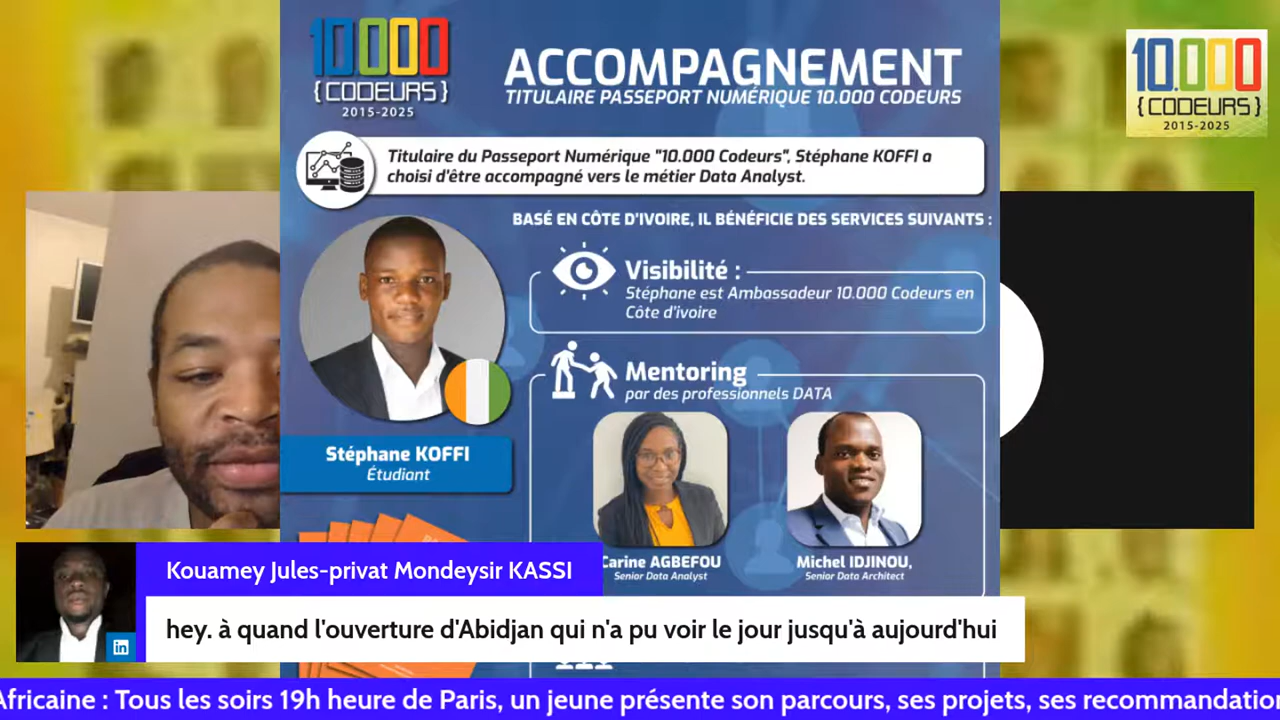 10.000
{CODEURS}
2015-2025
ACCOMPAGNEMENT
TITULAIRE PASSEPORT NUMÉRIQUE 10.000 CODEURS
10.000
{CODEURS}
2015-2025
Titulaire du Passeport Numérique "10.000 Codeurs", Stéphane KOFFI a
choisi d'être accompagné vers le métier Data Analyst.
BASÉ EN CÔTE D'IVOIRE, IL BÉNÉFICIE DES SERVICES SUIVANTS :
Visibilité :
Stéphane est Ambassadeur 10.000 Codeurs en
Côte d'ivoire
Mentoring
par des professionnels DATA
Stéphane KOFFI
Étudiant
Carine AGBEFOU
Senior Data Analyst
Michel IDJINOU,
Senior Data Architect
Kouamey Jules-privat Mondeysir KASSI
in
hey. à quand l'ouverture d'Abidjan qui n'a pu voir le jour jusqu'à aujourd'hui
Africaine : Tous les soirs 19h heure de Paris, un jeune présente son parcours, ses projets, ses recommandation